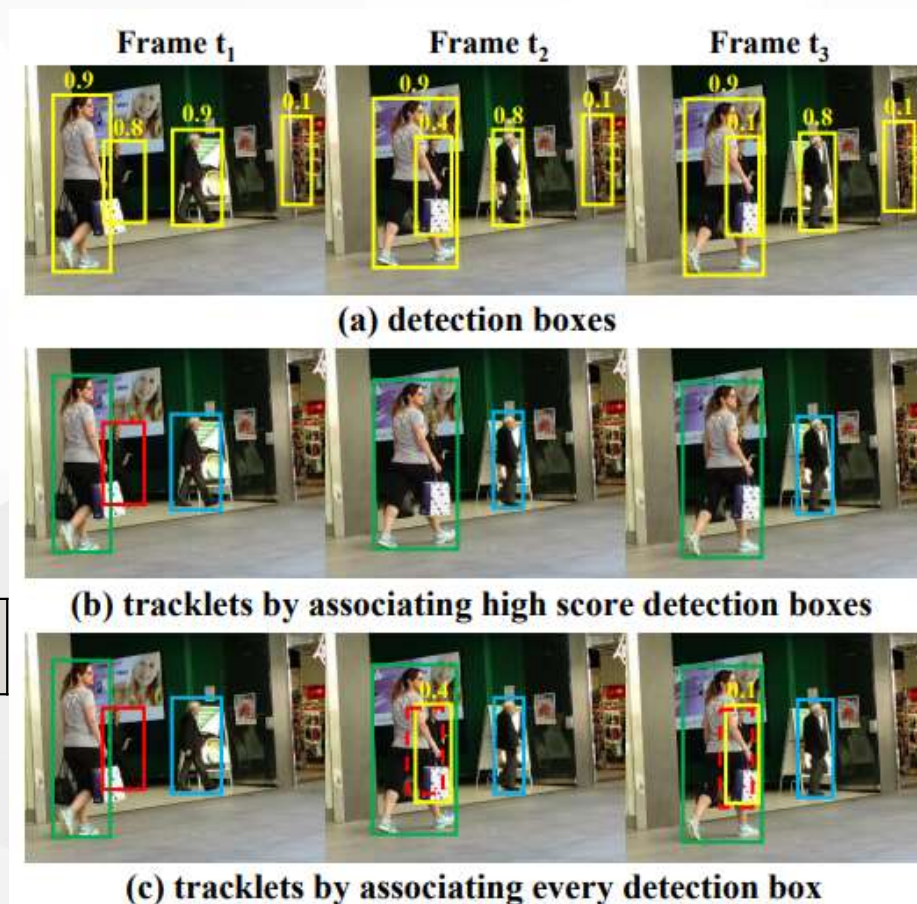 Frame t₁ Frame t₂ Frame t₃
0.9 0.8 0.9 0.1 0.9 0.4 0.8 0.1 0.9 0.1 0.8 0.1
(a) detection boxes
(b) tracklets by associating high score detection boxes
0.4 0.1
(c) tracklets by associating every detection box